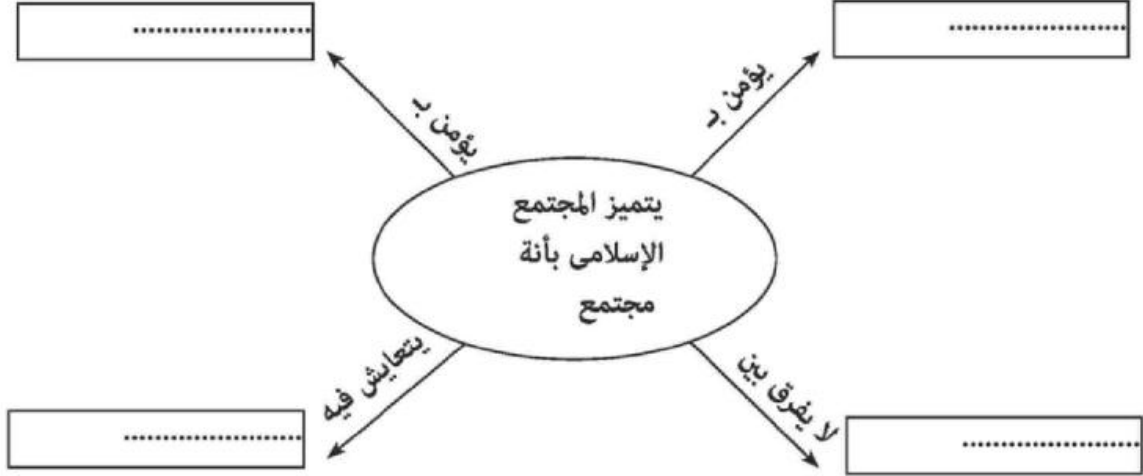 ..............................
..............................
يؤمن بـ
يؤمن بـ
يتميز المجتمع
الإسلامى بأنة
مجتمع
لا يفرق بين
يتعايش فيه
..............................
..............................